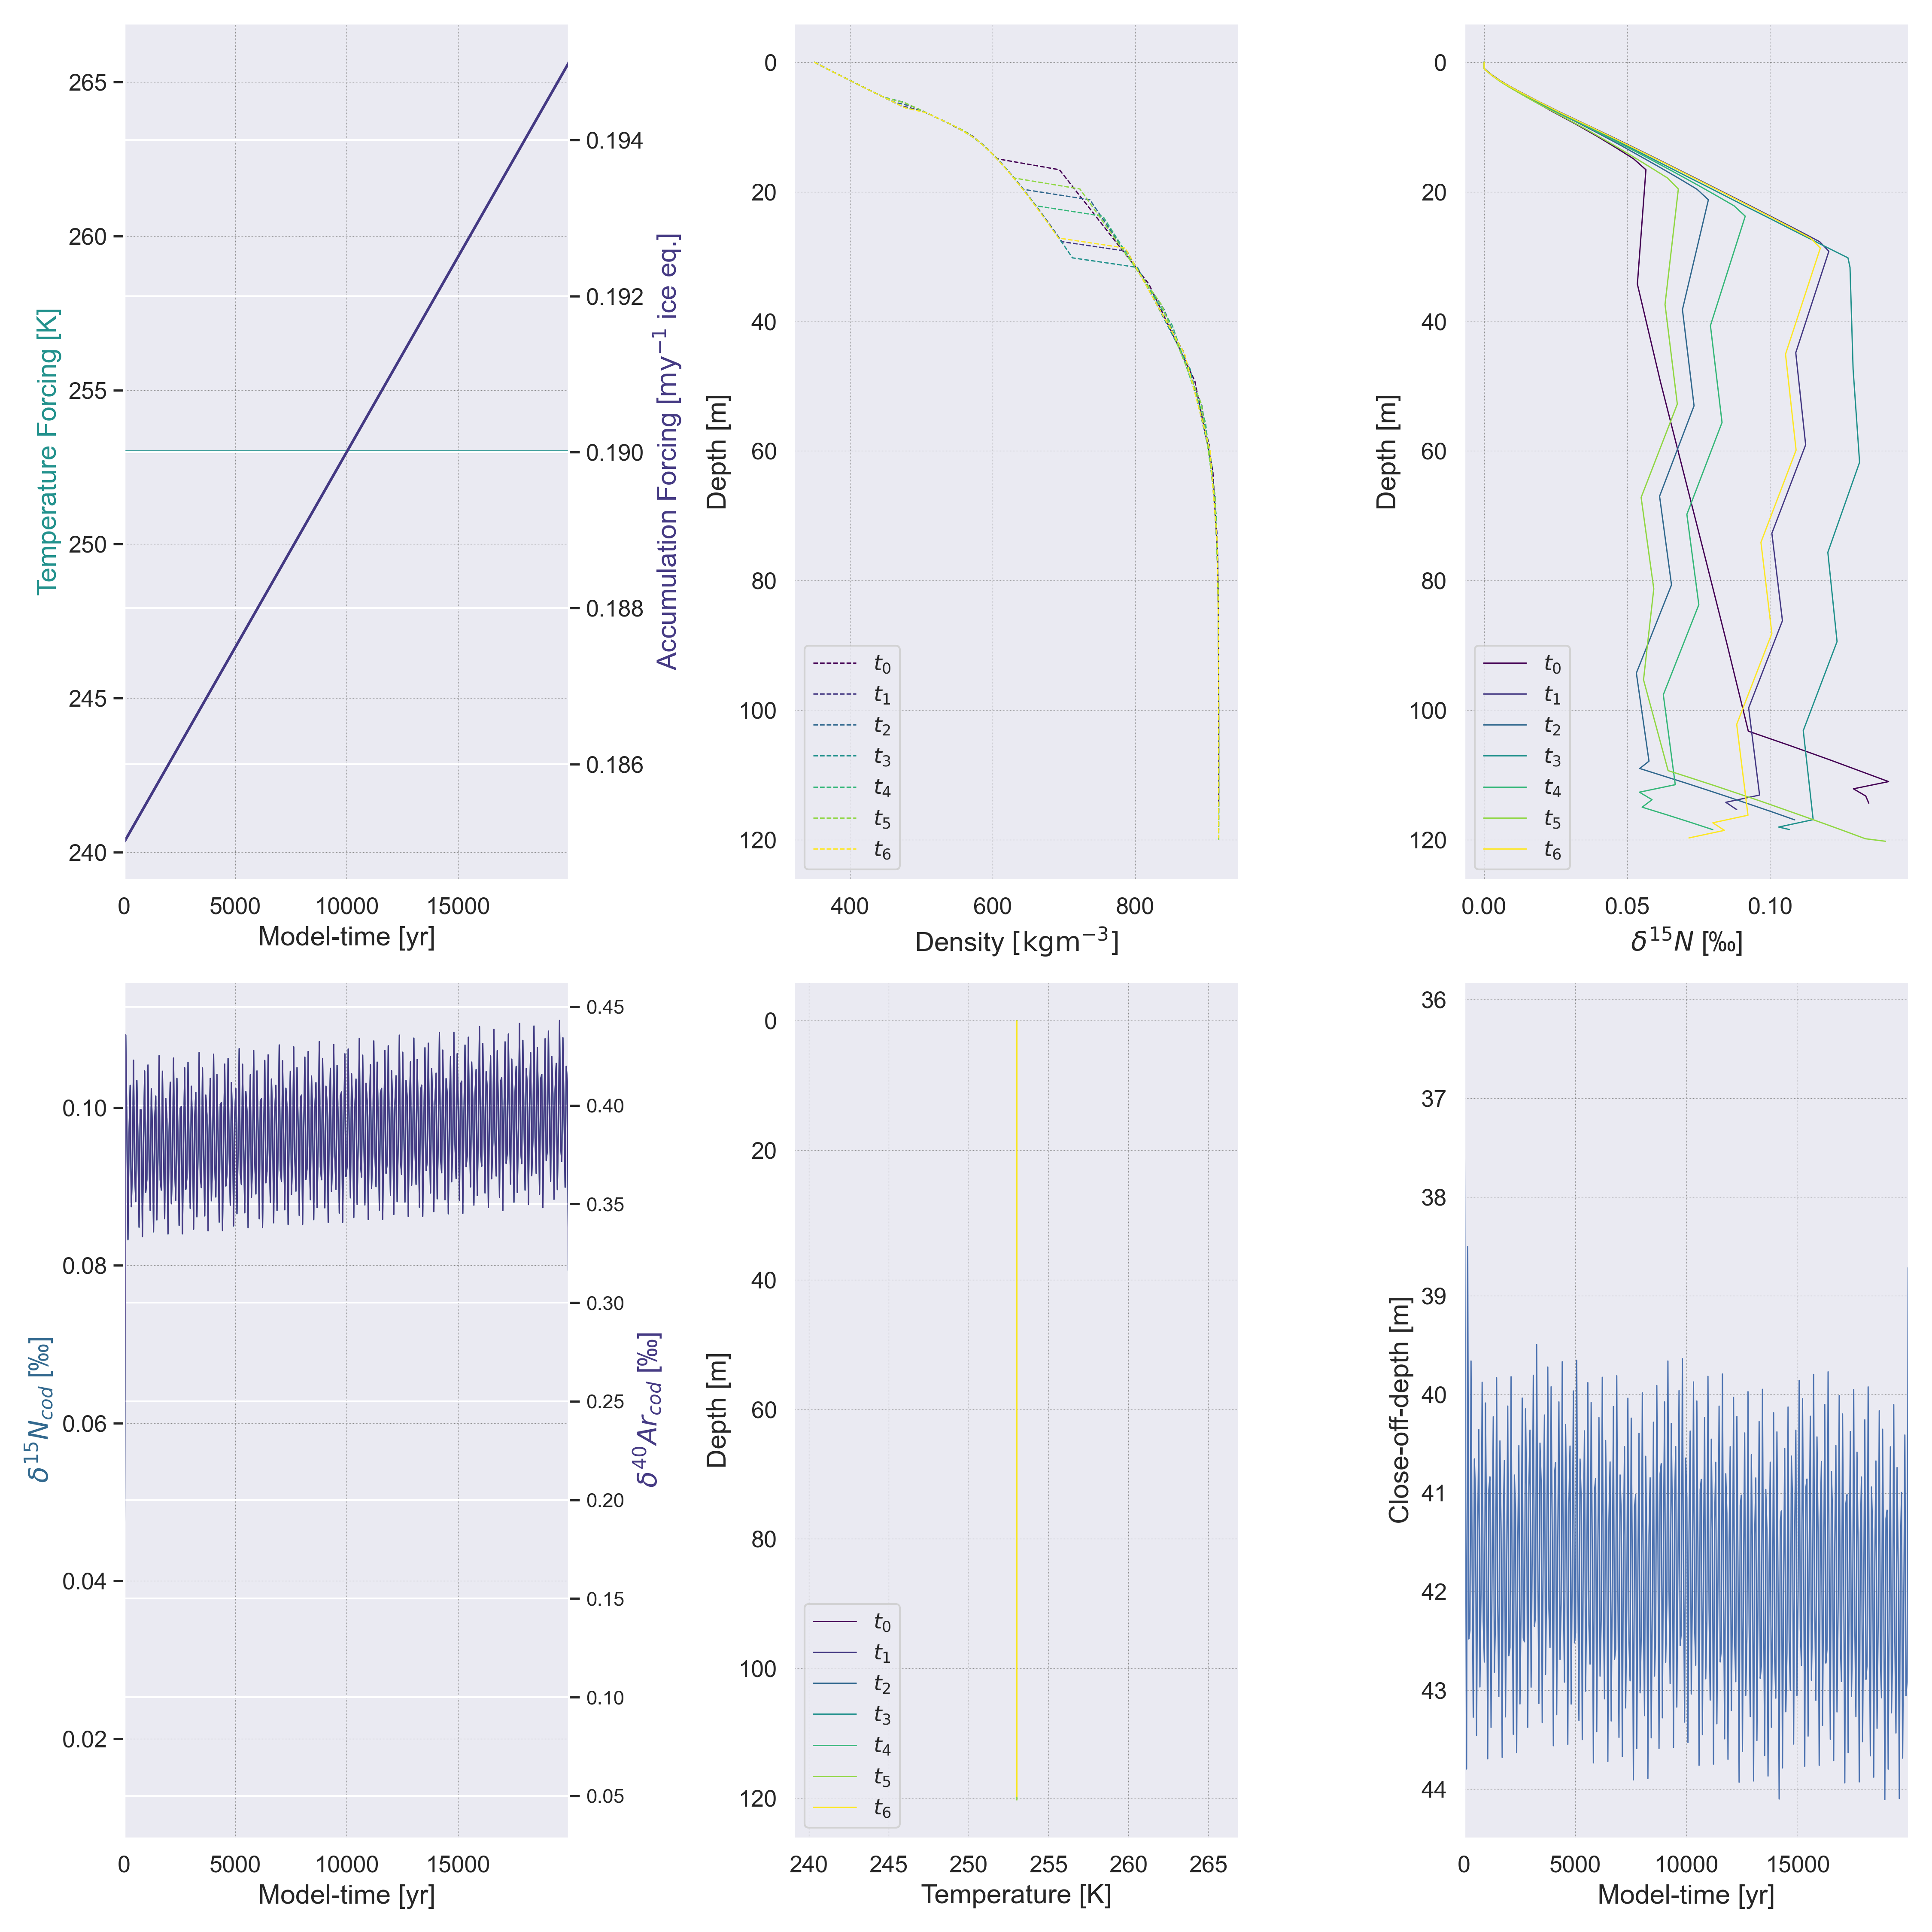 265
260
255
250
245
240
Temperature Forcing [K]
0.194
0.192
0.190
0.188
0.186
Accumulation Forcing [my⁻¹ ice eq.]
0
5000
10000
15000
Model-time [yr]
0
20
40
60
80
100
120
Depth [m]
t₀
t₁
t₂
t₃
t₄
t₅
t₆
400
600
800
Density [kgm⁻³]
0
20
40
60
80
100
120
Depth [m]
t₀
t₁
t₂
t₃
t₄
t₅
t₆
0.00
0.05
0.10
δ¹⁵N [‰]
0.10
0.08
0.06
0.04
0.02
δ¹⁵N_cod [‰]
0.45
0.40
0.35
0.30
0.25
0.20
0.15
0.10
0.05
δ⁴⁰Ar_cod [‰]
0
5000
10000
15000
Model-time [yr]
0
20
40
60
80
100
120
Depth [m]
t₀
t₁
t₂
t₃
t₄
t₅
t₆
240
245
250
255
260
265
Temperature [K]
36
37
38
39
40
41
42
43
44
Close-off-depth [m]
0
5000
10000
15000
Model-time [yr]